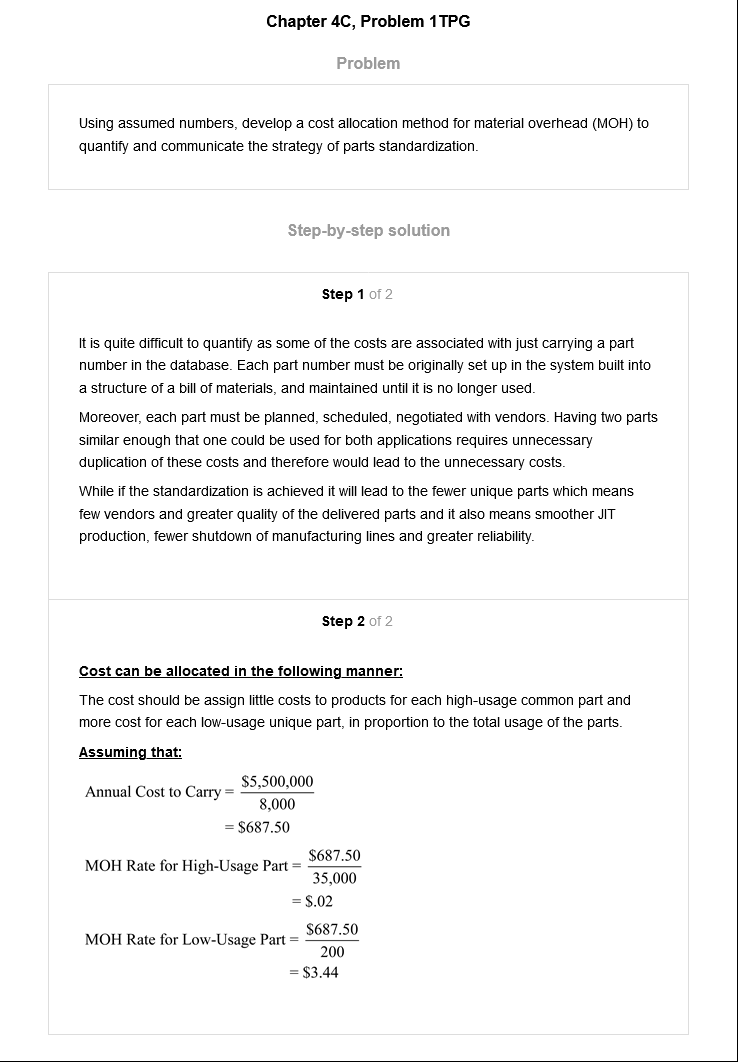 Chapter 4C, Problem 1TPG
Problem
Using assumed numbers, develop a cost allocation method for material overhead (MOH) to
quantify and communicate the strategy of parts standardization.
Step-by-step solution
Step 1 of 2
It is quite difficult to quantify as some of the costs are associated with just carrying a part
number in the database. Each part number must be originally set up in the system built into
a structure of a bill of materials, and maintained until it is no longer used.
Moreover, each part must be planned, scheduled, negotiated with vendors. Having two parts
similar enough that one could be used for both applications requires unnecessary
duplication of these costs and therefore would lead to the unnecessary costs.
While if the standardization is achieved it will lead to the fewer unique parts which means
few vendors and greater quality of the delivered parts and it also means smoother JIT
production, fewer shutdown of manufacturing lines and greater reliability.
Step 2 of 2
Cost can be allocated in the following manner:
The cost should be assign little costs to products for each high-usage common part and
more cost for each low-usage unique part, in proportion to the total usage of the parts.
Assuming that:
Annual Cost to Carry = $5,500,000
8,000
= $687.50
MOH Rate for High-Usage Part = $687.50
35,000
= $.02
MOH Rate for Low-Usage Part = $687.50
200
= $3.44